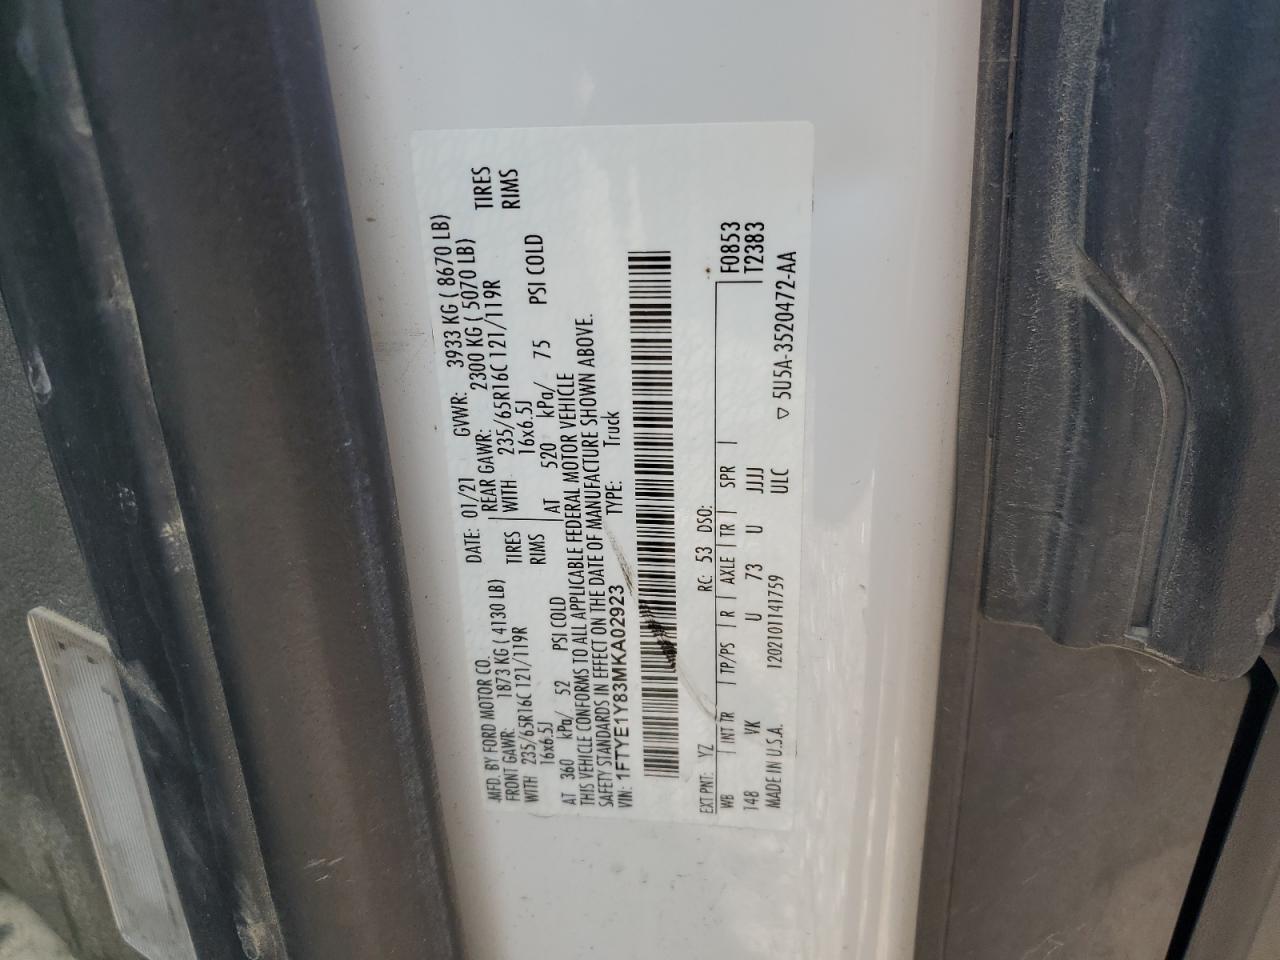 MFD. BY FORD MOTOR CO.
DATE: 01/21 GVWR: 3933 KG ( 8670 LB)
FRONT GAWR: 1873 KG ( 4130 LB) REAR GAWR: 2300 KG ( 5070 LB)
WITH 235/65R16C 121/119R TIRES WITH 235/65R16C 121/119R TIRES
16x6.5J RIMS 16x6.5J RIMS
AT 360 kPa/ 52 PSI COLD AT 520 kPa/ 75 PSI COLD
THIS VEHICLE CONFORMS TO ALL APPLICABLE FEDERAL MOTOR VEHICLE
SAFETY STANDARDS IN EFFECT ON THE DATE OF MANUFACTURE SHOWN ABOVE.
VIN: 1FTYE1Y83MKA02923 TYPE: Truck
EXT PNT: YZ RC: 53 DSO: F0853
WB INT TR TP/PS R AXLE TR SPR T2383
148 VK U 73 U JJJ
MADE IN U.S.A. 1202101141759 ULC ▽ 5U5A-3520472-AA